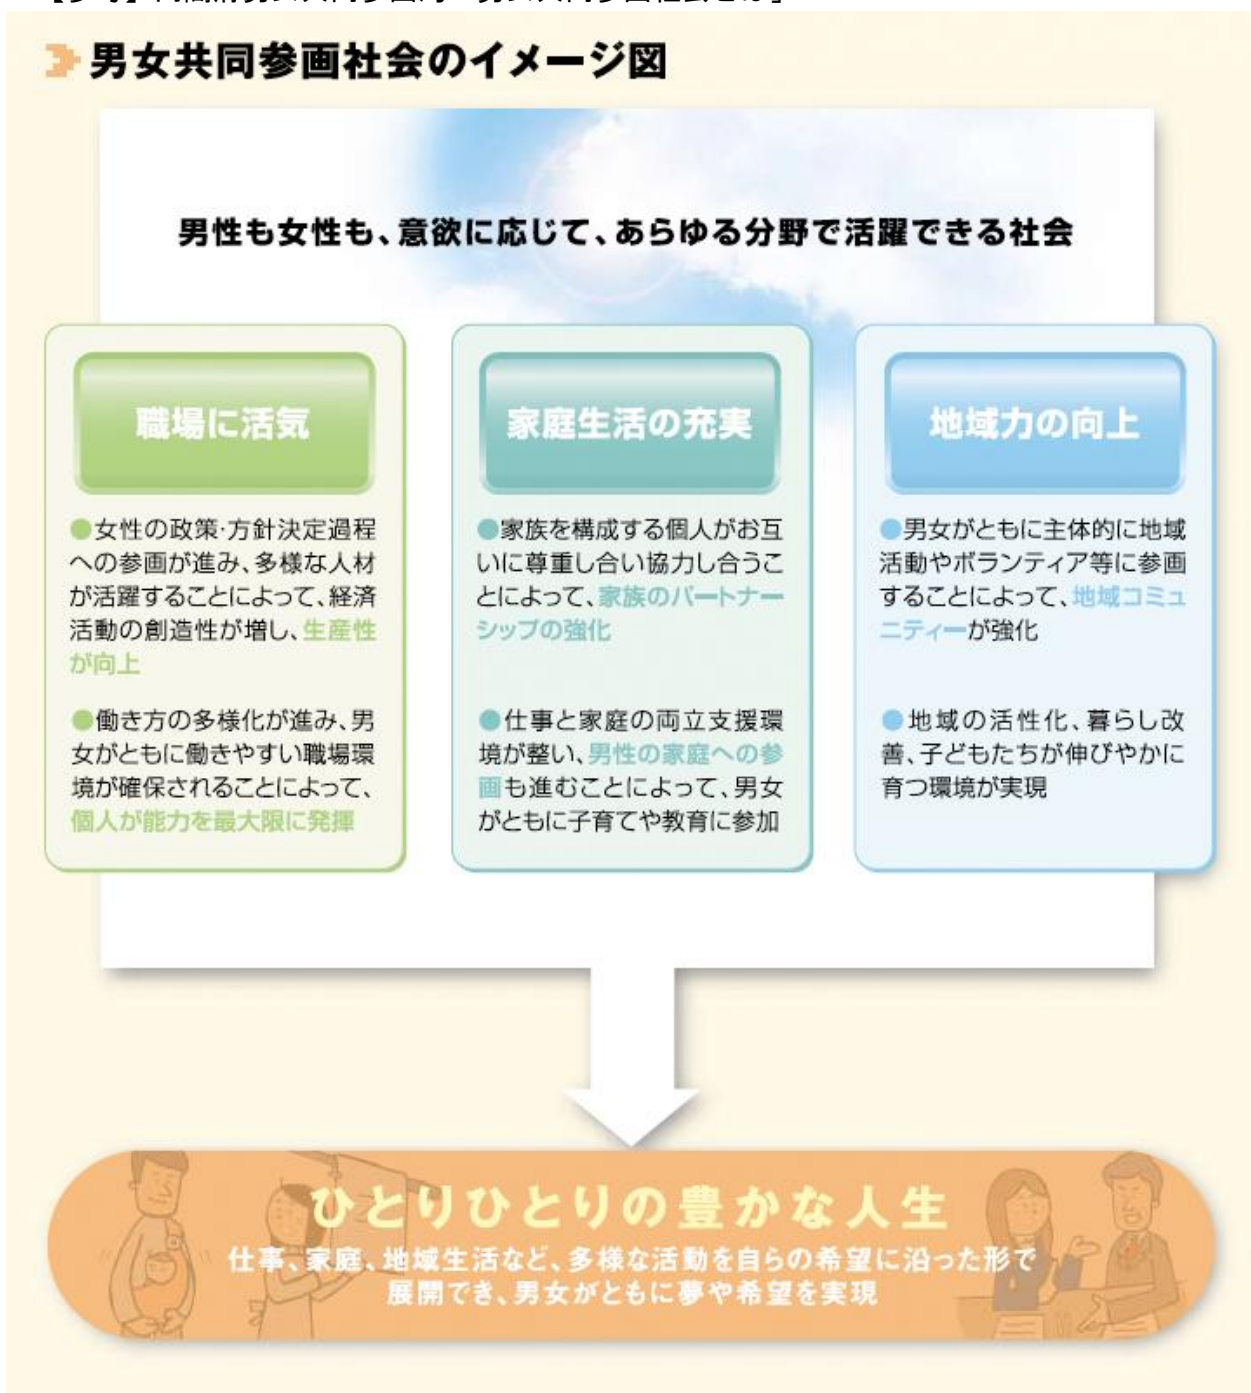 男女共同参画社会のイメージ図
男性も女性も、意欲に応じて、あらゆる分野で活躍できる社会
職場に活気
●女性の政策・方針決定過程
への参画が進み、多様な人材
が活躍することによって、経済
活動の創造性が増し、生産性
が向上
●働き方の多様化が進み、男
女がともに働きやすい職場環
境が確保されることによって、
個人が能力を最大限に発揮
家庭生活の充実
●家族を構成する個人がお互
いに尊重し合い協力し合うこ
とによって、家族のパートナー
シップの強化
●仕事と家庭の両立支援環
境が整い、男性の家庭への参
画も進むことによって、男女
がともに子育てや教育に参加
地域力の向上
●男女がともに主体的に地域
活動やボランティア等に参画
することによって、地域コミュ
ニティーが強化
●地域の活性化、暮らし改
善、子どもたちが伸びやかに
育つ環境が実現
ひとりひとりの豊かな人生
仕事、家庭、地域生活など、多様な活動を自らの希望に沿った形で
展開でき、男女がともに夢や希望を実現